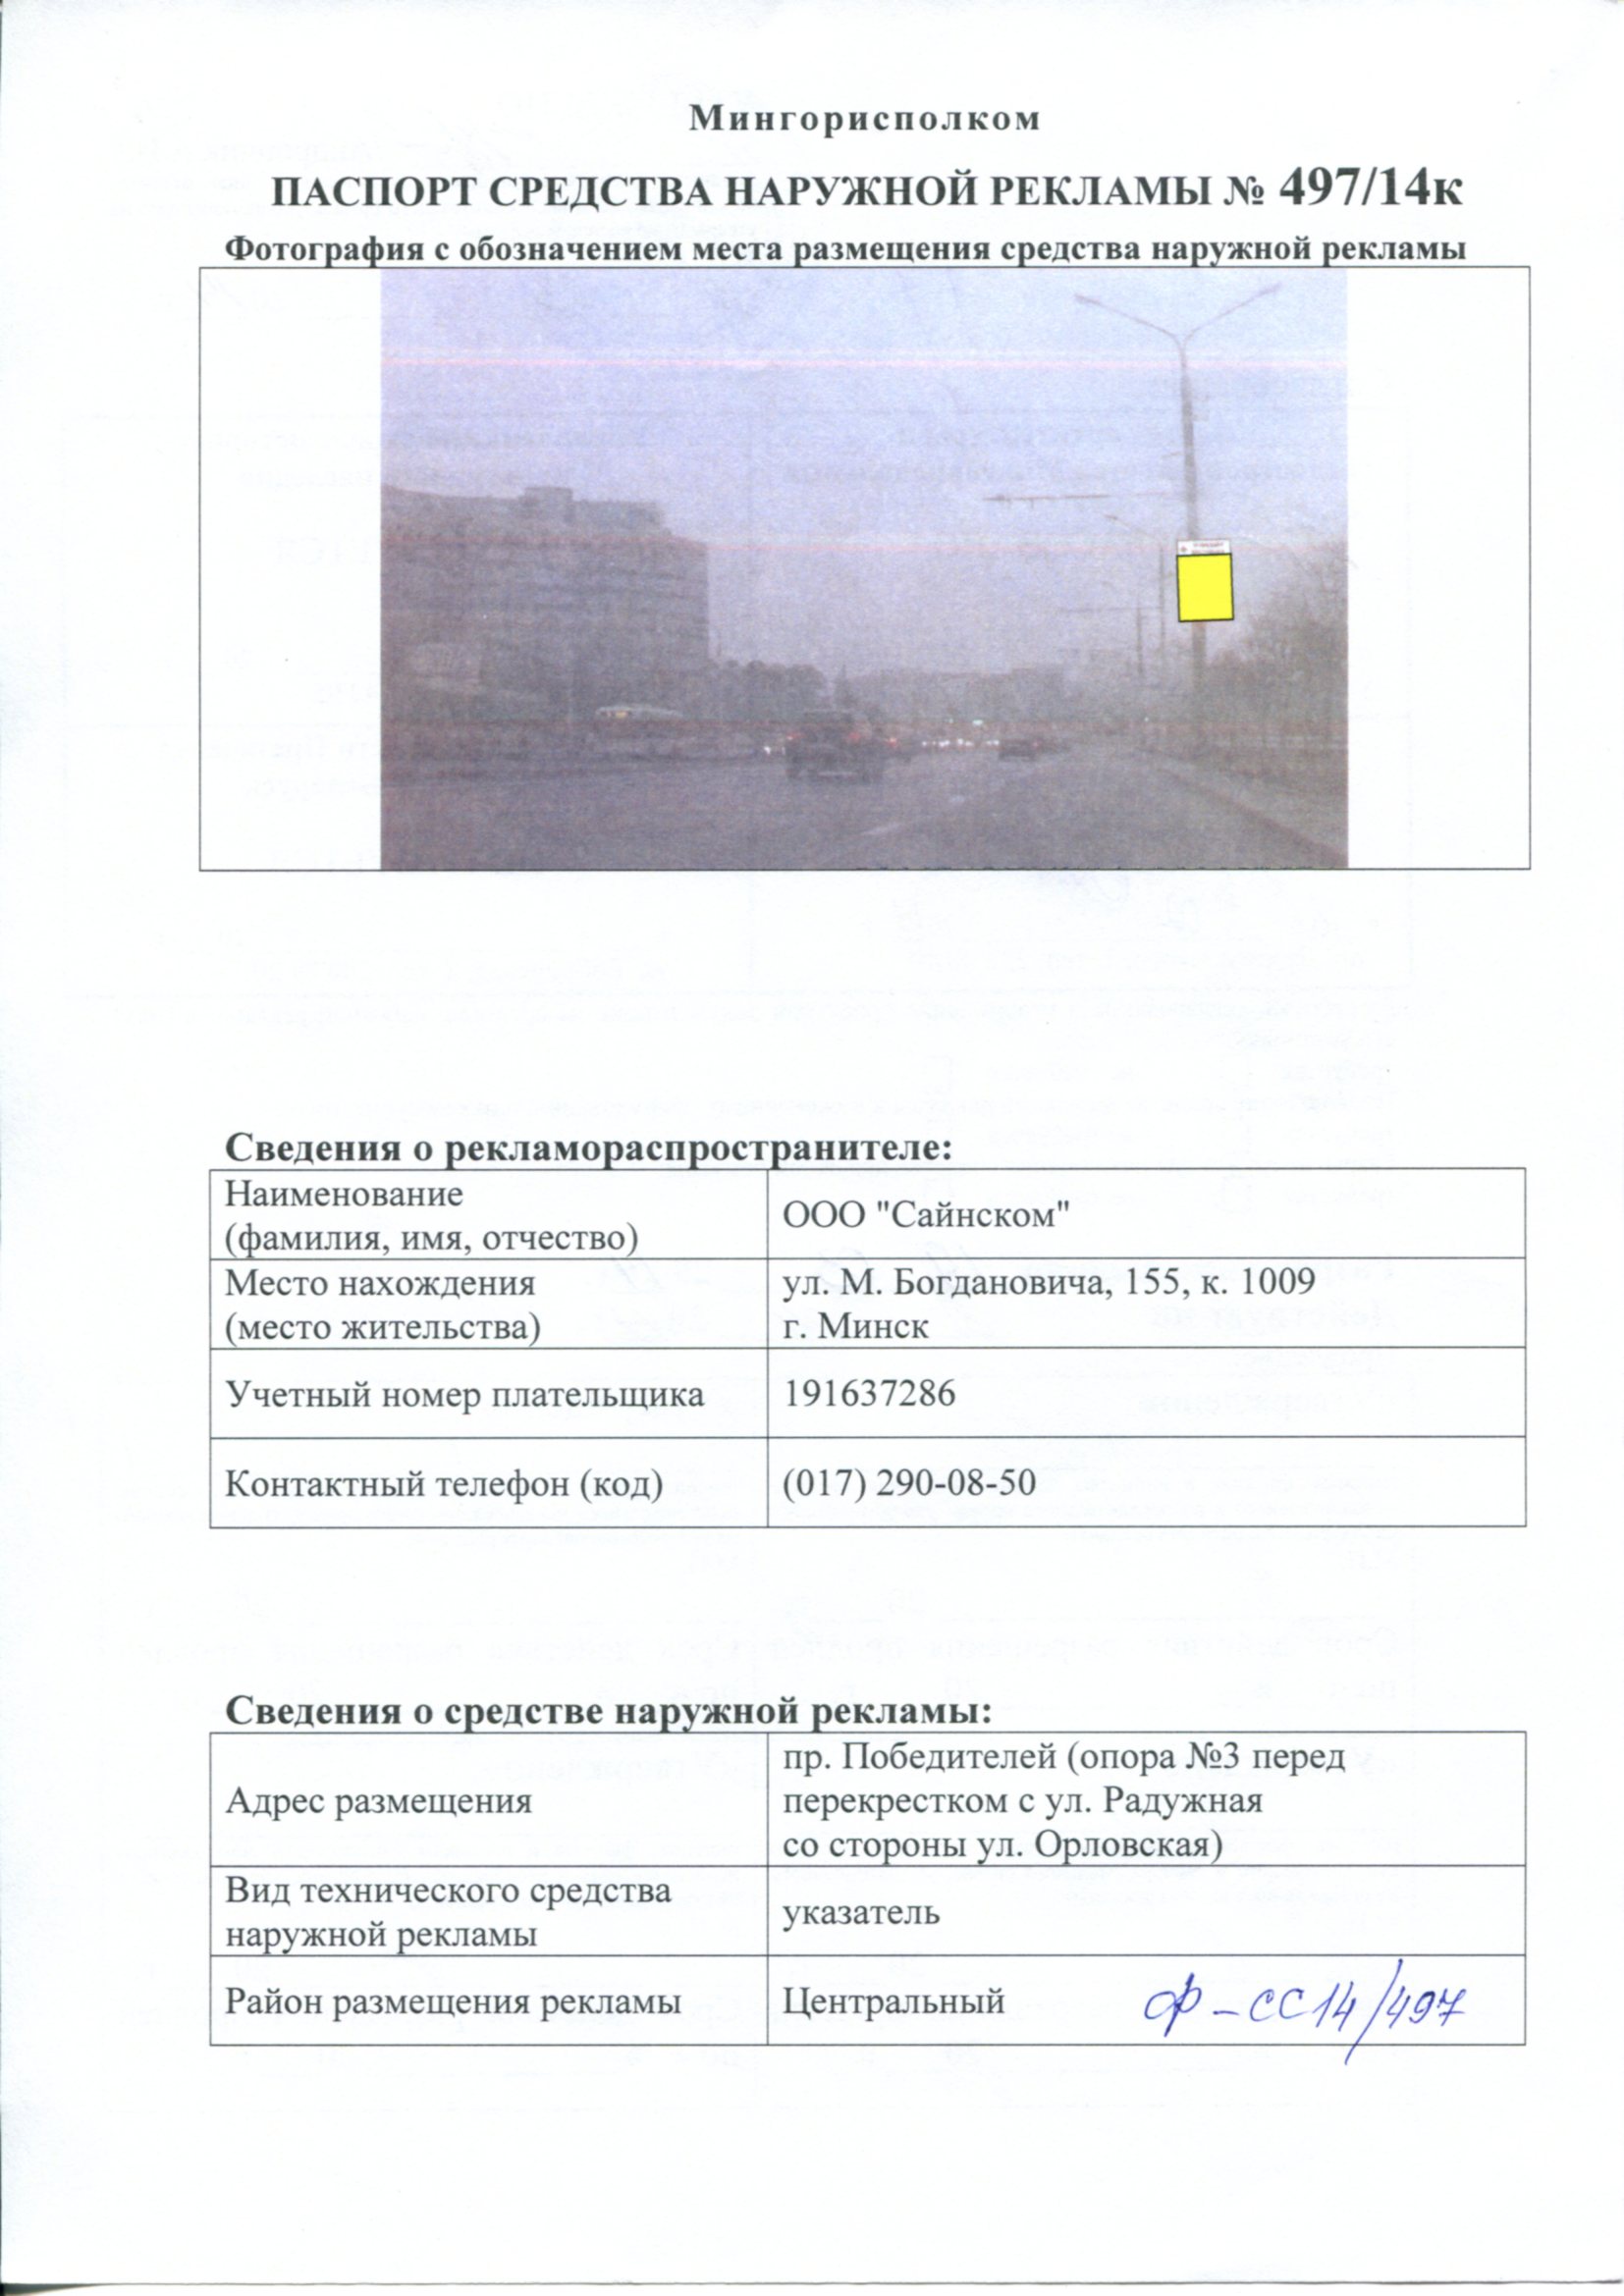 Мингорисполком
ПАСПОРТ СРЕДСТВА НАРУЖНОЙ РЕКЛАМЫ № 497/14к
Фотография с обозначением места размещения средства наружной рекламы
Сведения о рекламораспространителе:
Наименование
(фамилия, имя, отчество)
ООО "Сайнском"
Место нахождения
(место жительства)
ул. М. Богдановича, 155, к. 1009
г. Минск
Учетный номер плательщика
191637286
Контактный телефон (код)
(017) 290-08-50
Сведения о средстве наружной рекламы:
Адрес размещения
пр. Победителей (опора №3 перед
перекрестком с ул. Радужная
со стороны ул. Орловская)
Вид технического средства
наружной рекламы
указатель
Район размещения рекламы
Центральный
Ф-СС14/497